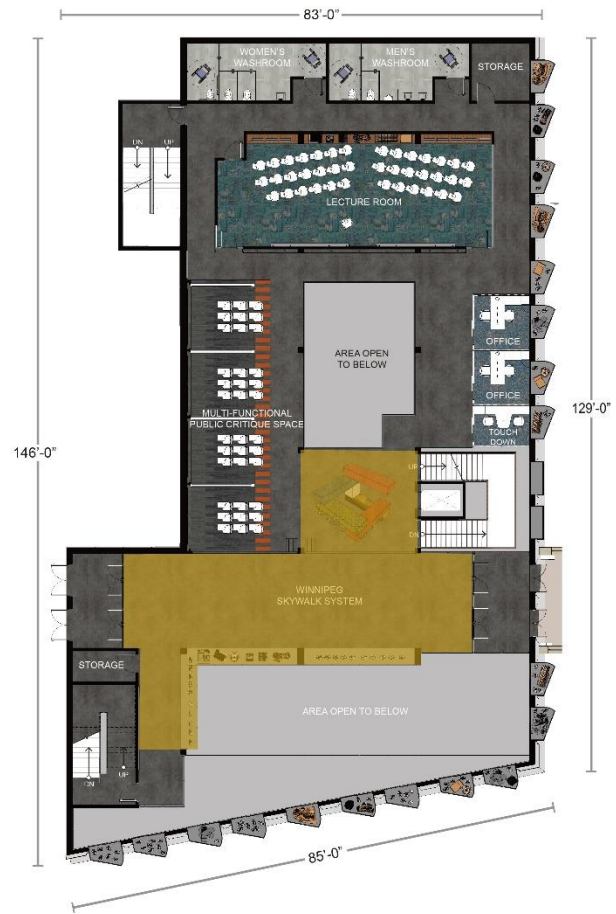 83'-0"
WOMEN'S
WASHROOM
MEN'S
WASHROOM
STORAGE
DN
UP
LECTURE ROOM
AREA OPEN
TO BELOW
OFFICE
OFFICE
TOUCH
DOWN
MULTI-FUNCTIONAL
PUBLIC CRITIQUE SPACE
129'-0"
146'-0"
UP
DN
WINNIPEG
SKYWALK SYSTEM
STORAGE
AREA OPEN TO BELOW
UP
DN
85'-0"